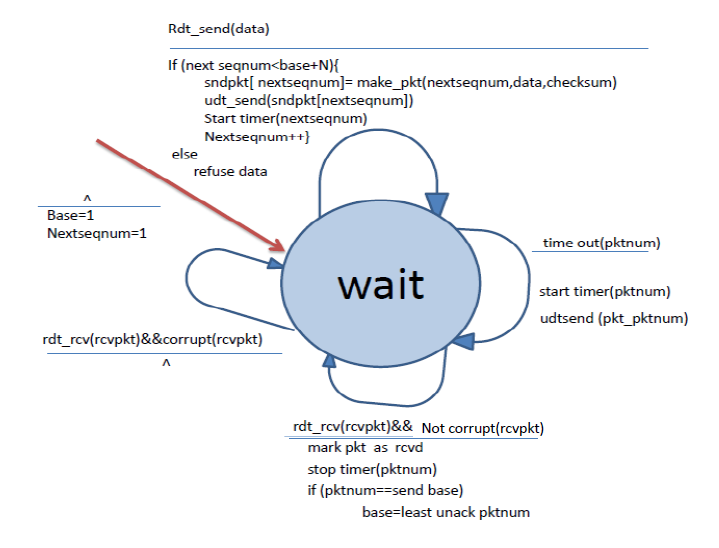 Rdt_send(data)
If (next seqnum<base+N){
sndpkt[ nextseqnum]= make_pkt(nextseqnum,data,checksum)
udt_send(sndpkt[nextseqnum])
Start timer(nextseqnum)
Nextseqnum++}
else
refuse data
^
Base=1
Nextseqnum=1
time out(pktnum)
wait
start timer(pktnum)
udtsend (pkt_pktnum)
rdt_rcv(rcvpkt)&&corrupt(rcvpkt)
^
rdt_rcv(rcvpkt)&& Not corrupt(rcvpkt)
mark pkt as rcvd
stop timer(pktnum)
if (pktnum==send base)
base=least unack pktnum